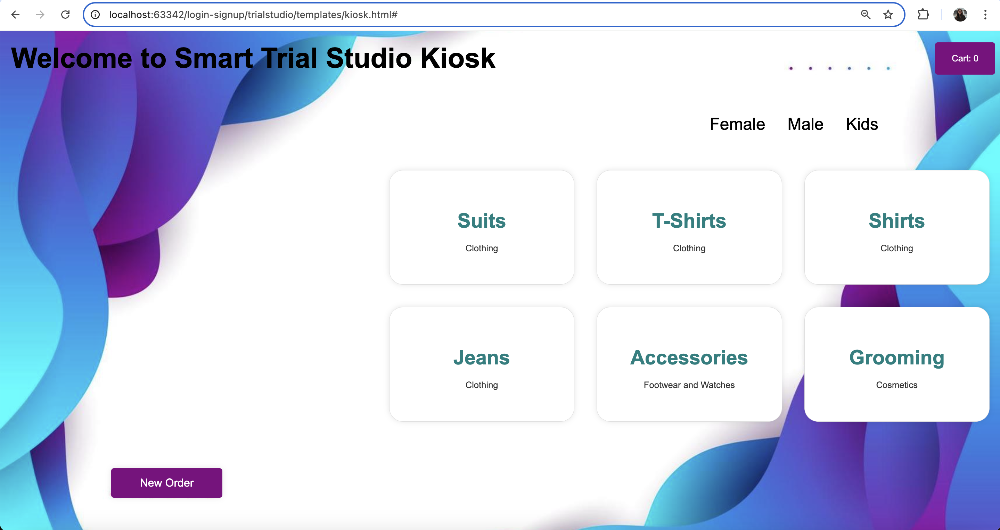 localhost:63342/login-signup/trialstudio/templates/kiosk.html#
Welcome to Smart Trial Studio Kiosk
Cart: 0
Female Male Kids
Suits
Clothing
T-Shirts
Clothing
Shirts
Clothing
Jeans
Clothing
Accessories
Footwear and Watches
Grooming
Cosmetics
New Order